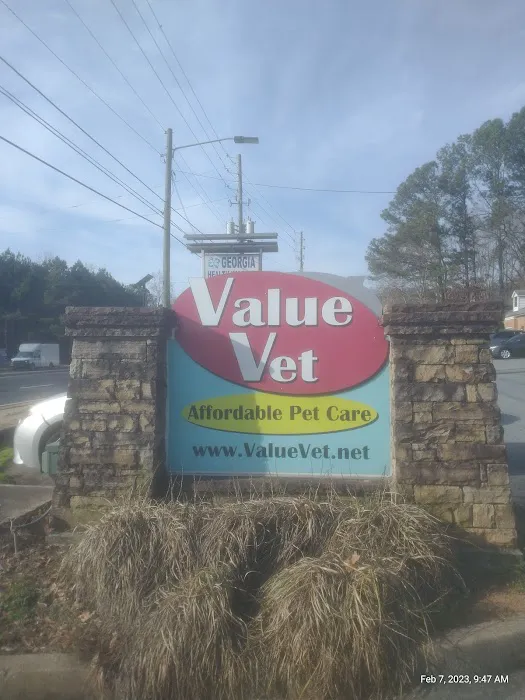 GEORGIA
Value
Vet
Affordable Pet Care
www.ValueVet.net
Feb 7, 2023, 9:47 AM